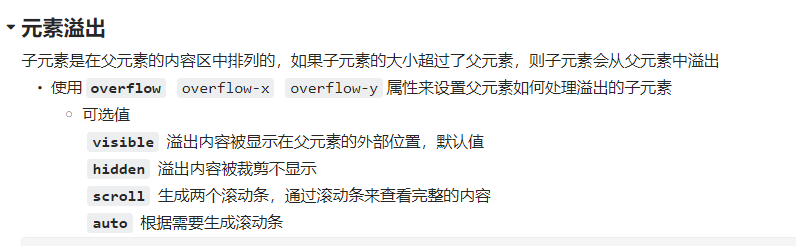 元素溢出
子元素是在父元素的内容区中排列的，如果子元素的大小超过了父元素，则子元素会从父元素中溢出
• 使用 overflow overflow-x overflow-y 属性来设置父元素如何处理溢出的子元素
◦ 可选值
visible 溢出内容被显示在父元素的外部位置，默认值
hidden 溢出内容被裁剪不显示
scroll 生成两个滚动条，通过滚动条来查看完整的内容
auto 根据需要生成滚动条